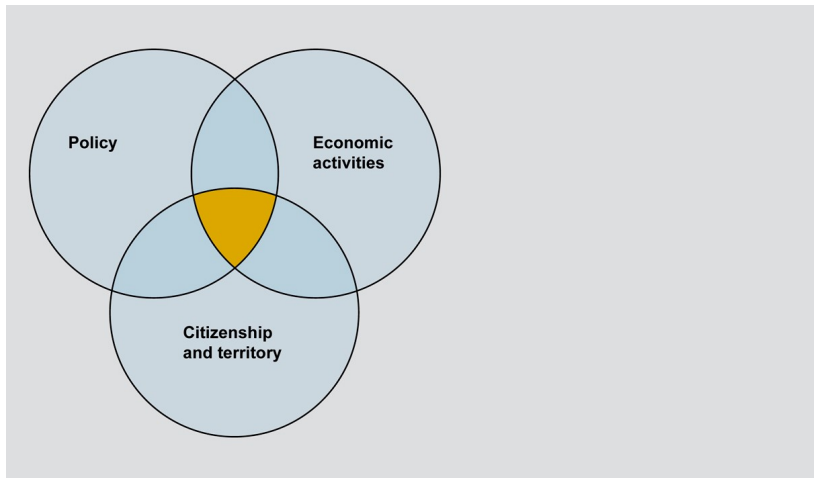 Policy
Economic
activities
Citizenship
and territory